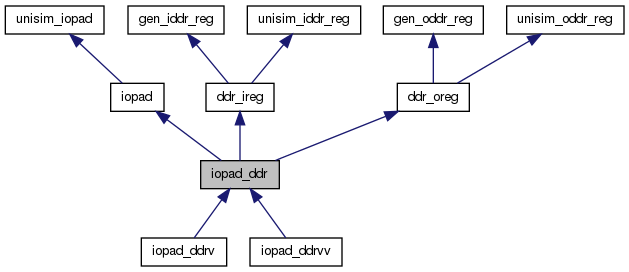 unisim_iopad
gen_iddr_reg
unisim_iddr_reg
gen_oddr_reg
unisim_oddr_reg
iopad
ddr_ireg
ddr_oreg
iopad_ddr
iopad_ddrv
iopad_ddrvv